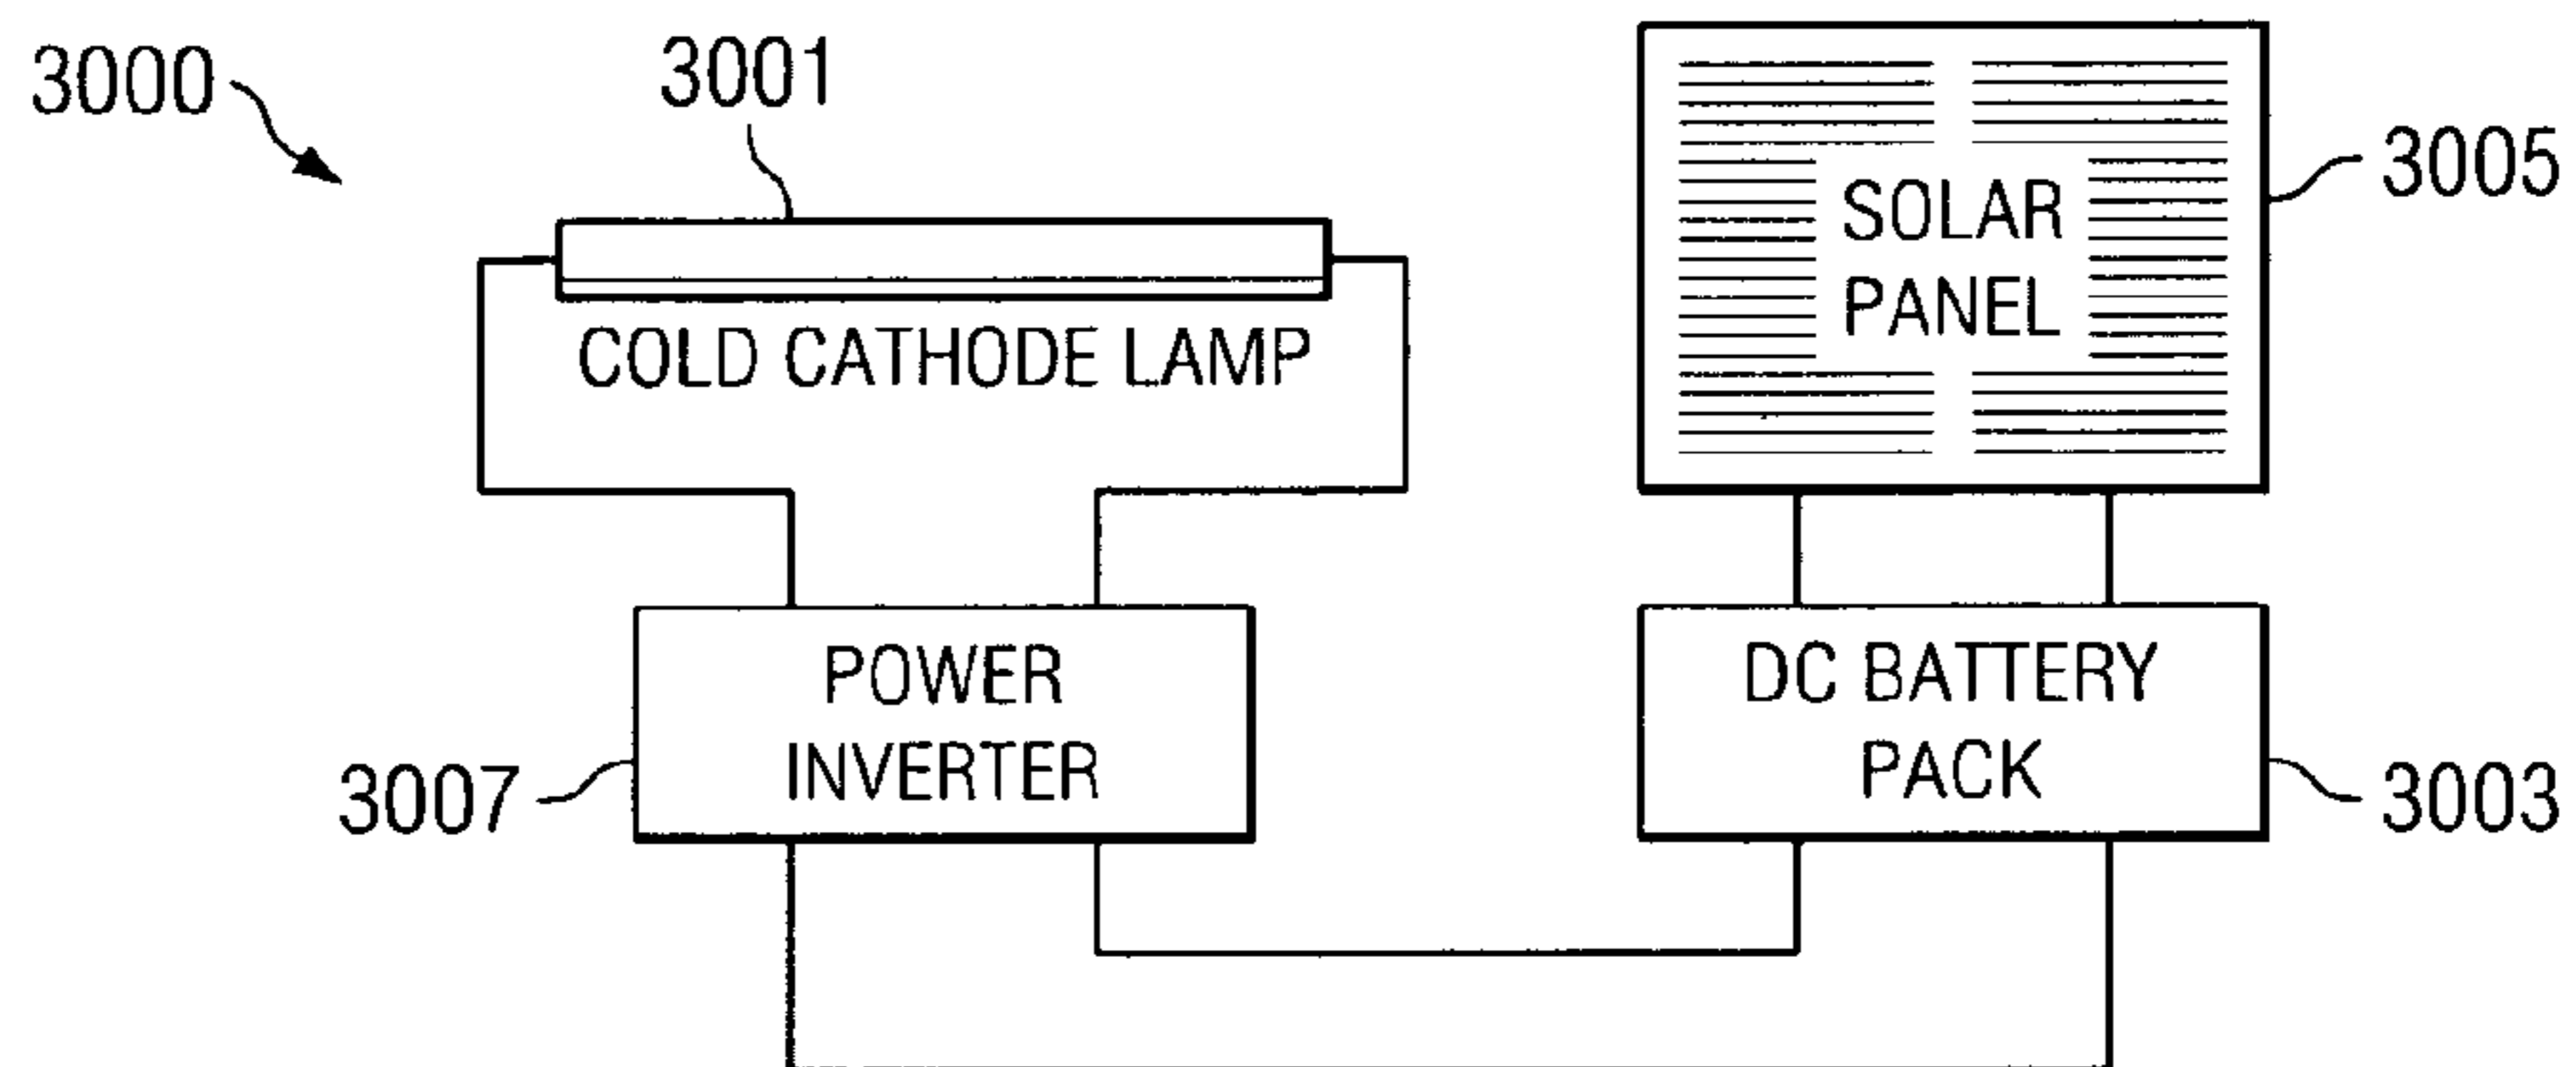 3000
3001
COLD CATHODE LAMP
SOLAR
PANEL
3005
POWER
INVERTER
3007
DC BATTERY
PACK
3003